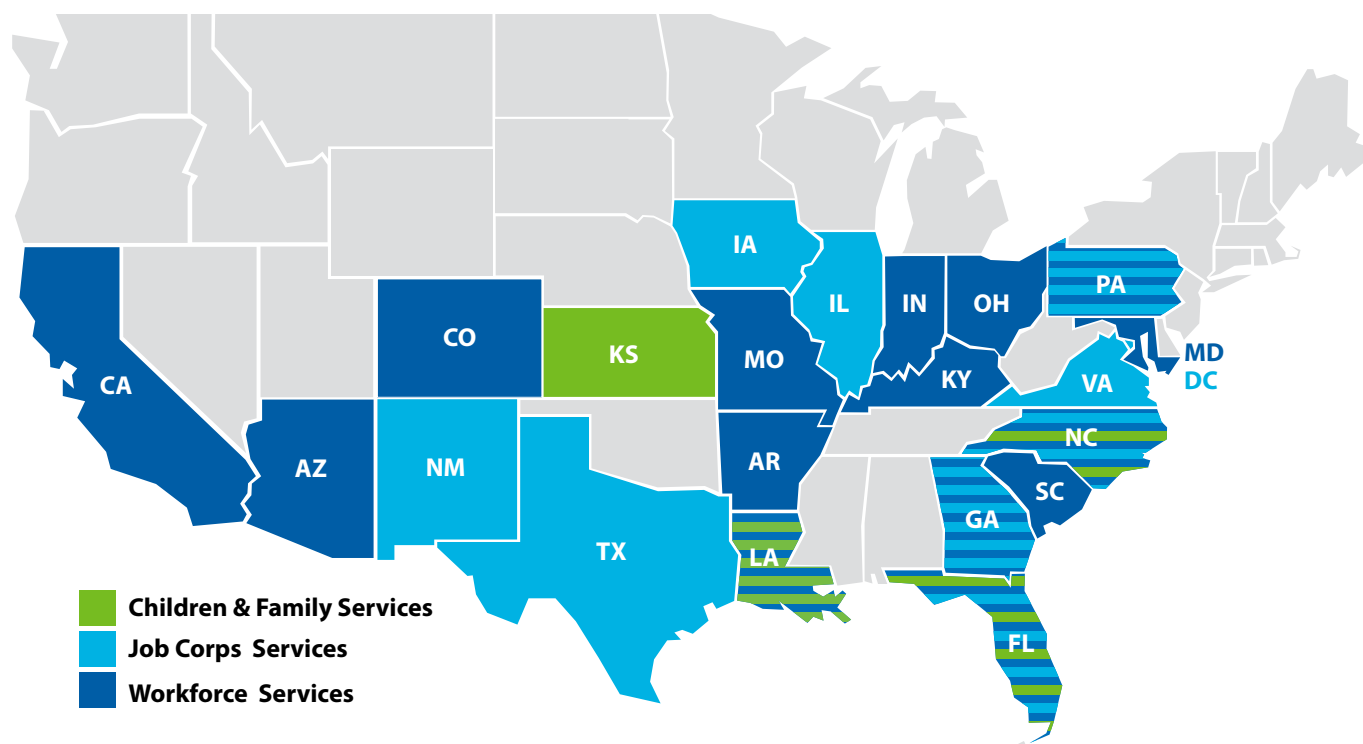 IA
PA
IL
IN
OH
CO
KS
MO
MD
DC
CA
KY
VA
NC
AZ
NM
AR
SC
GA
TX
LA
FL
Children & Family Services
Job Corps Services
Workforce Services